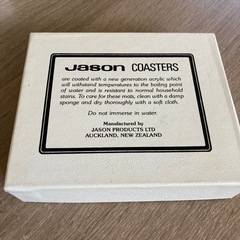 Jason COASTERS
are coated with a new generation acrylic which
will withstand temperatures to the boiling point
of water and is resistant to normal household
stains. To care for these mats, clean with a damp
sponge and dry thoroughly with a soft cloth.
Do not immerse in water.
Manufactured by
JASON PRODUCTS LTD
AUCKLAND, NEW ZEALAND